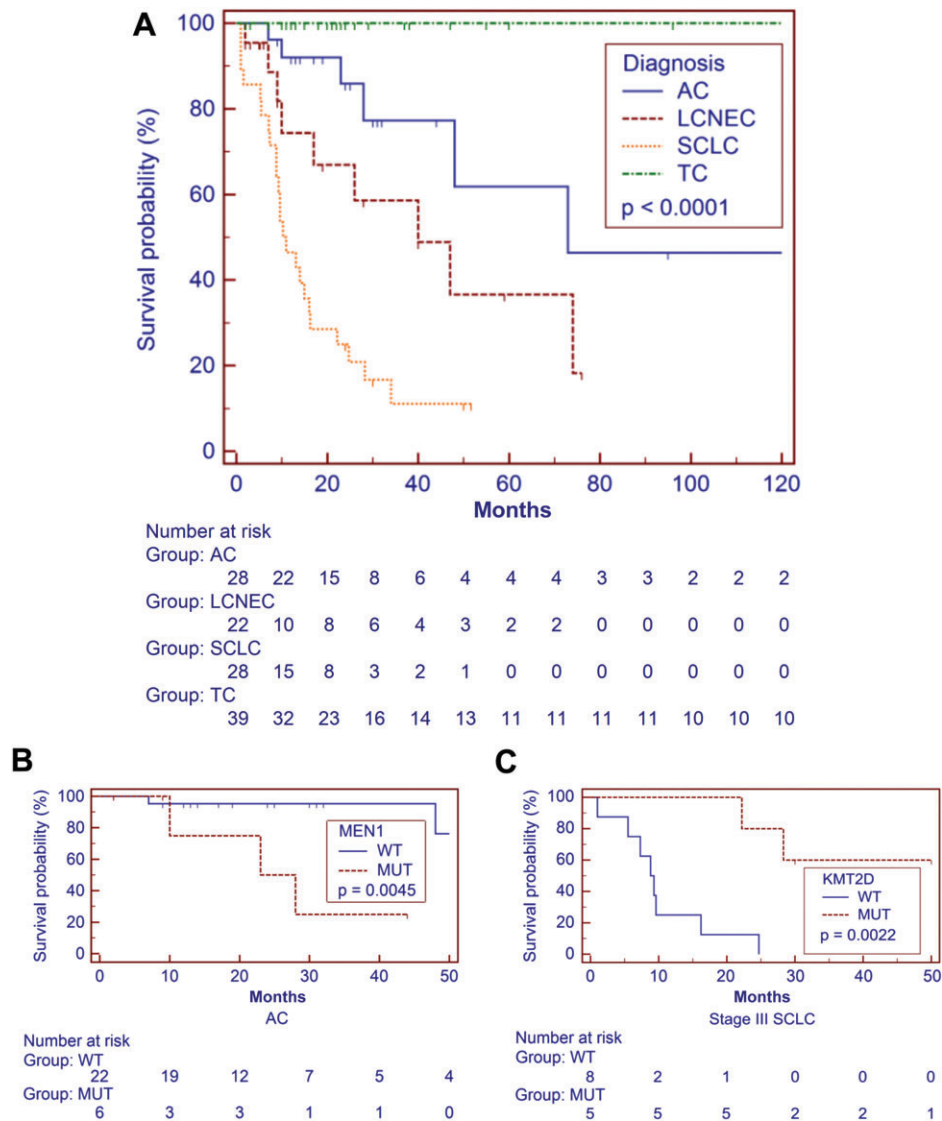 A
Survival probability (%)
100
80
60
40
20
0
Diagnosis
AC
LCNEC
SCLC
TC
p < 0.0001
0 20 40 60 80 100 120
Months
Number at risk
Group: AC
28 22 15 8 6 4 4 4 3 3 2 2 2
Group: LCNEC
22 10 8 6 4 3 2 2 0 0 0 0 0
Group: SCLC
28 15 8 3 2 1 0 0 0 0 0 0 0
Group: TC
39 32 23 16 14 13 11 11 11 11 10 10 10
B
Survival probability (%)
100
80
60
40
20
0
MEN1
WT
MUT
p = 0.0045
0 10 20 30 40 50
Months
AC
Number at risk
Group: WT
22 19 12 7 5 4
Group: MUT
6 3 3 1 1 0
C
Survival probability (%)
100
80
60
40
20
0
KMT2D
WT
MUT
p = 0.0022
0 10 20 30 40 50
Months
Stage III SCLC
Number at risk
Group: WT
8 2 1 0 0 0
Group: MUT
5 5 5 2 2 1